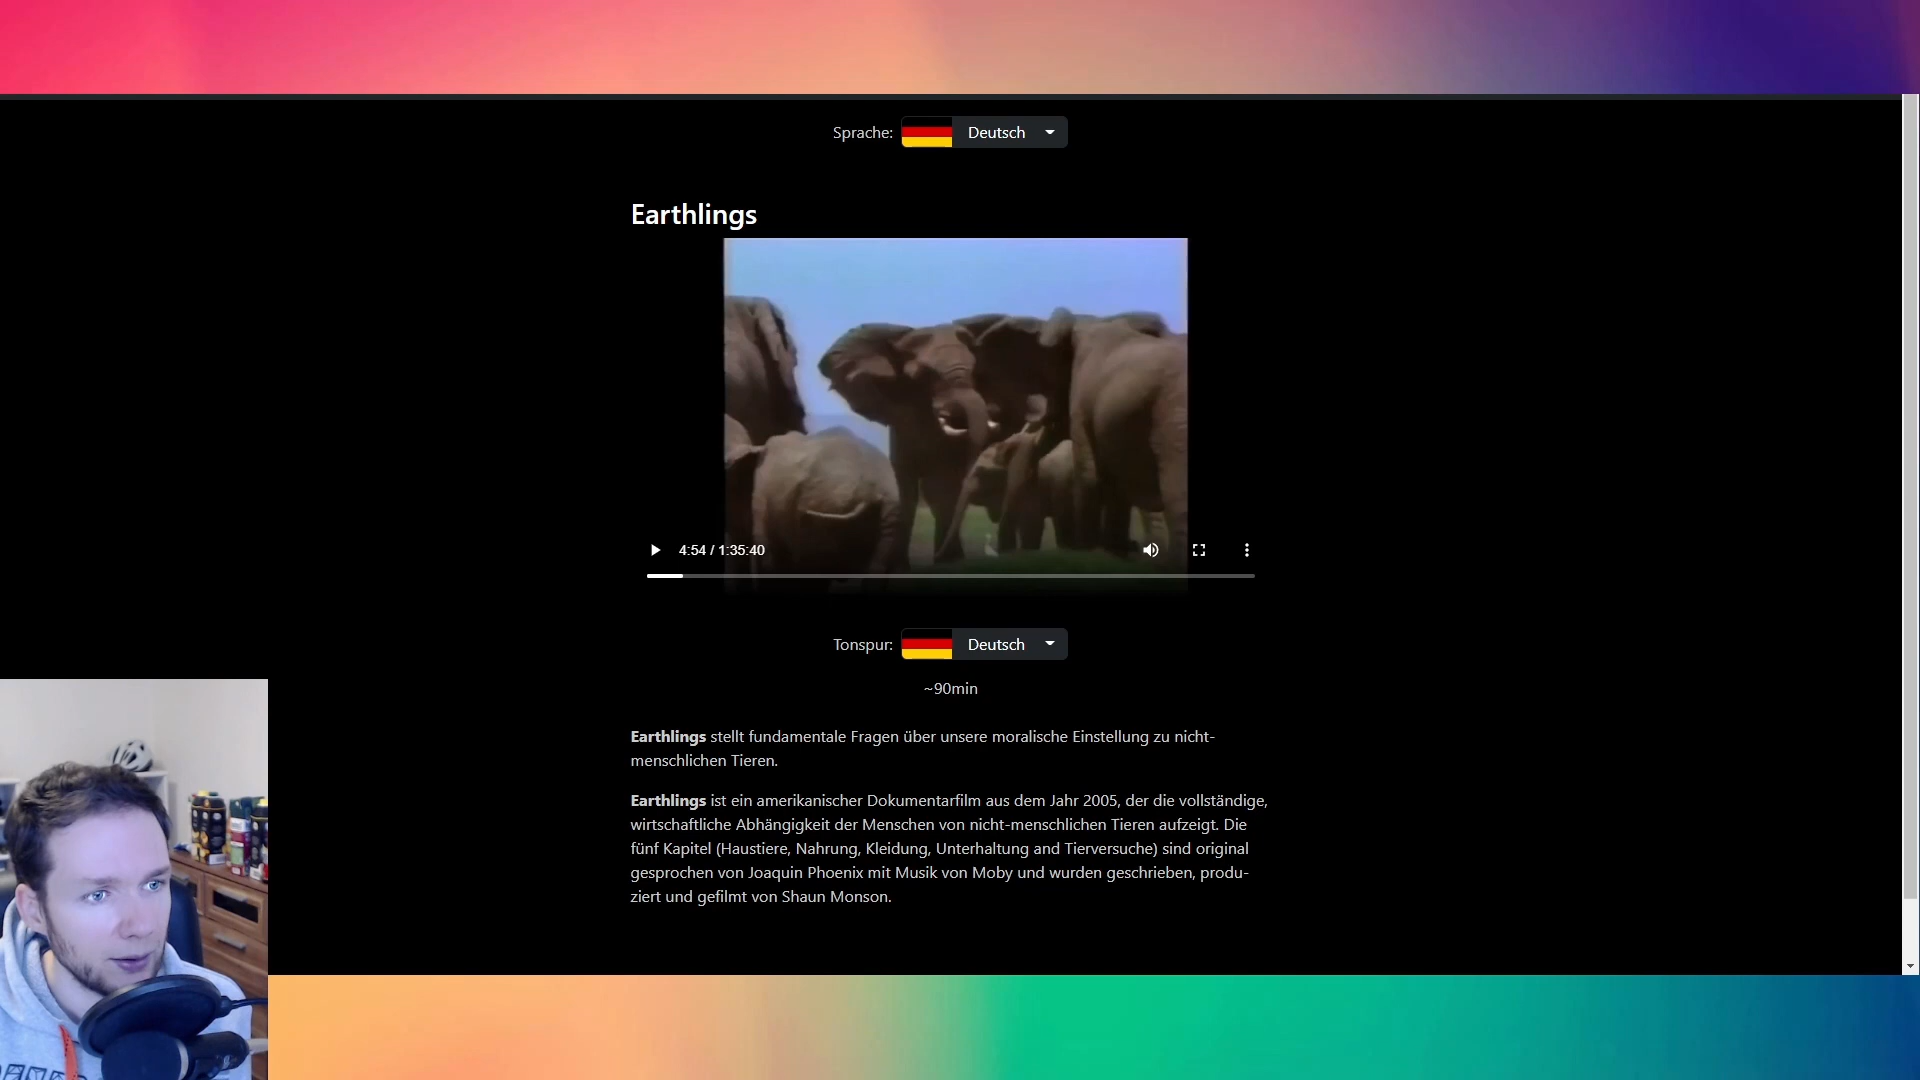 Sprache: Deutsch
Earthlings
4:54 / 1:35:40
Tonspur: Deutsch
~90min
Earthlings stellt fundamentale Fragen über unsere moralische Einstellung zu nicht-
menschlichen Tieren.
Earthlings ist ein amerikanischer Dokumentarfilm aus dem Jahr 2005, der die vollständige,
wirtschaftliche Abhängigkeit der Menschen von nicht-menschlichen Tieren aufzeigt. Die
fünf Kapitel (Haustiere, Nahrung, Kleidung, Unterhaltung and Tierversuche) sind original
gesprochen von Joaquin Phoenix mit Musik von Moby und wurden geschrieben, produ-
ziert und gefilmt von Shaun Monson.